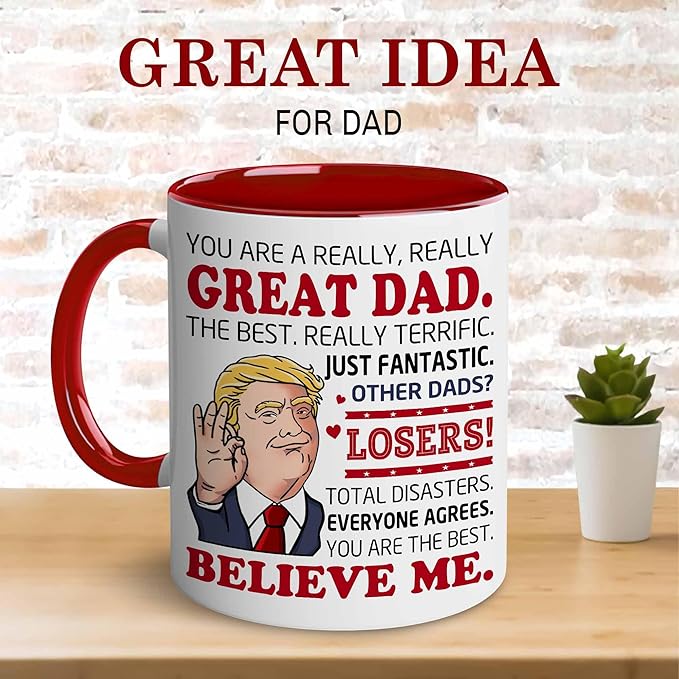 GREAT IDEA
FOR DAD
YOU ARE A REALLY, REALLY
GREAT DAD.
THE BEST. REALLY TERRIFIC.
JUST FANTASTIC.
OTHER DADS?
LOSERS!
TOTAL DISASTERS.
EVERYONE AGREES.
YOU ARE THE BEST.
BELIEVE ME.